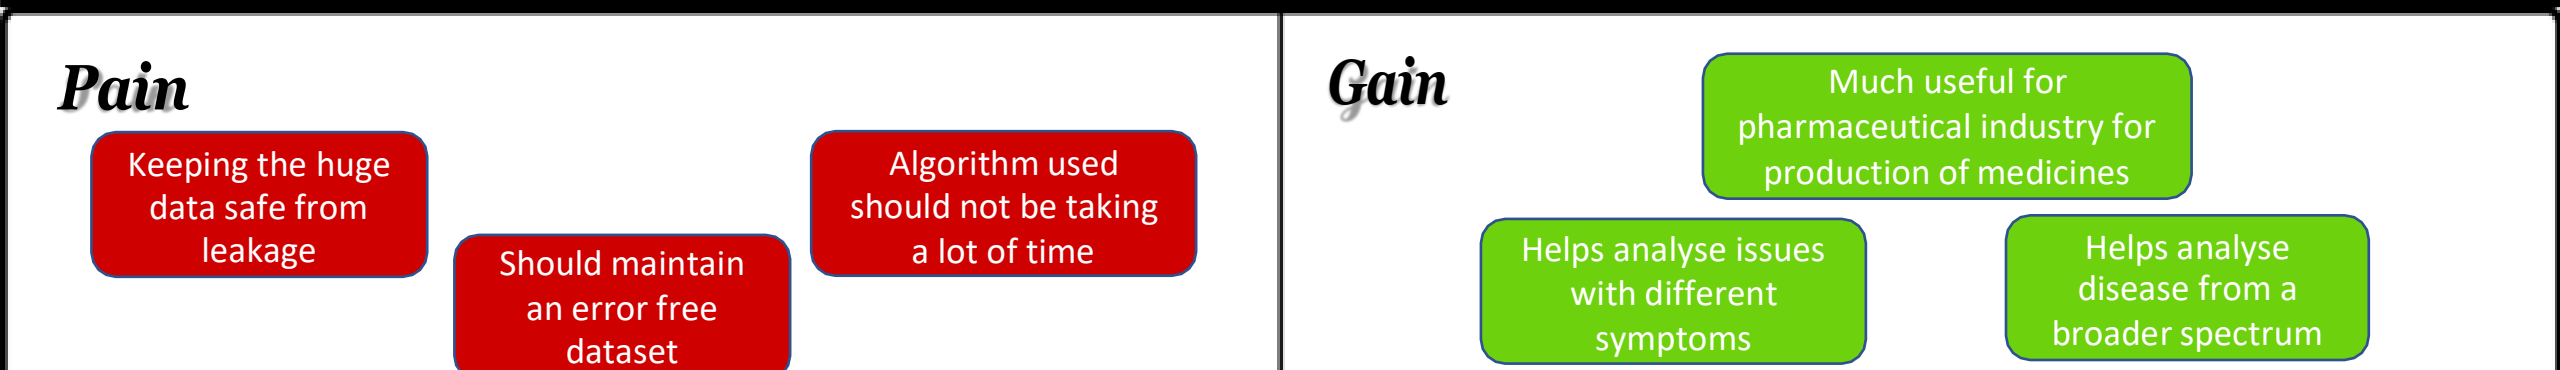 Pain
Keeping the huge
data safe from
leakage
Should maintain
an error free
dataset
Algorithm used
should not be taking
a lot of time
Gain
Much useful for
pharmaceutical industry for
production of medicines
Helps analyse issues
with different
symptoms
Helps analyse
disease from a
broader spectrum